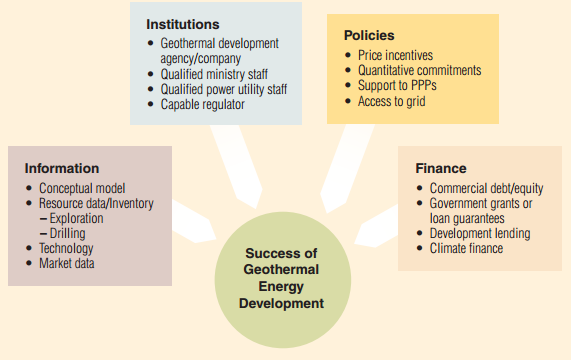 Institutions
• Geothermal development
agency/company
• Qualified ministry staff
• Qualified power utility staff
• Capable regulator
Policies
• Price incentives
• Quantitative commitments
• Support to PPPs
• Access to grid
Information
• Conceptual model
• Resource data/Inventory
– Exploration
– Drilling
• Technology
• Market data
Finance
• Commercial debt/equity
• Government grants or
loan guarantees
• Development lending
• Climate finance
Success of
Geothermal
Energy
Development